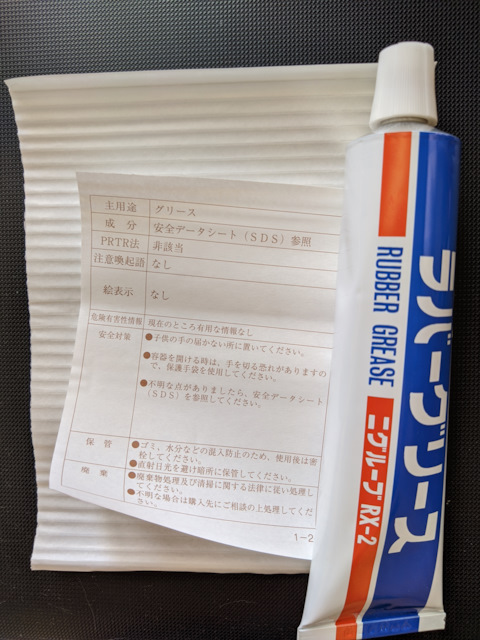 主用途 グリース
成 分 安全データシート(SDS)参照
PRTR法 非該当
注意喚起語 なし
絵表示 なし
危険有害性情報 現在のところ有用な情報なし
安全対策 ●子供の手の届かない所に置いてください。
●容器を開ける時は、手を切る恐れがありますの
で、保護手袋を使用してください。
●不明な点がありましたら、安全データシート
(SDS)を参照してください。
保 管 ●ゴミ、水分などの混入防止のため、使用後は密
栓してください。
●直射日光を避け暗所に保管してください。
廃 棄 ●廃棄物処理及び清掃に関する法律に従い処理し
てください。
●不明な場合は購入先にご相談の上処理してくだ
さい。
1-2
ラバーグリース
RUBBER GREASE
ニグルーブRX-2